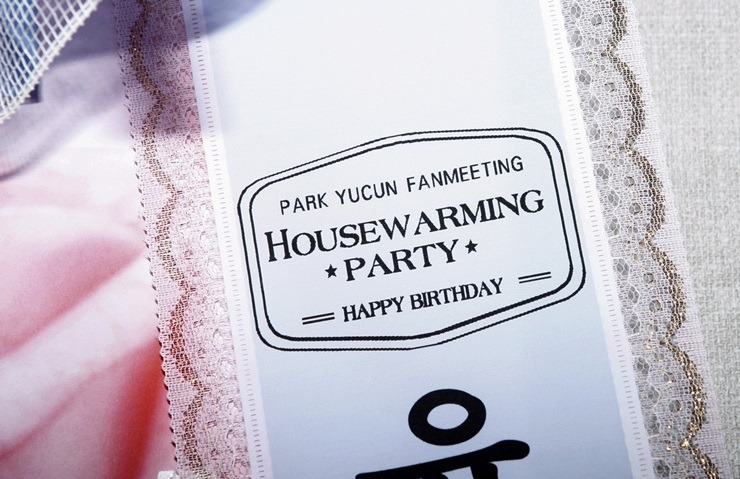 PARK YUCUN FANMEETING
HOUSEWARMING
★PARTY★
HAPPY BIRTHDAY